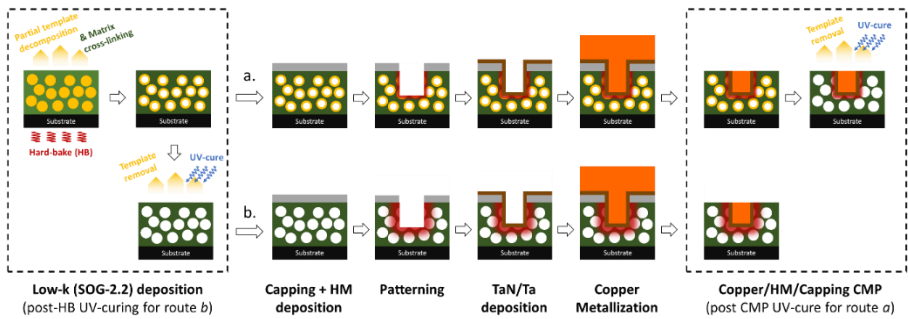 Partial template
decomposition
& Matrix
cross-linking
Substrate
Substrate
Hard-bake (HB)
Template
removal
UV-cure
Substrate
a.
Substrate
Substrate
Substrate
Substrate
b.
Substrate
Substrate
Substrate
Substrate
Template
removal
UV-cure
Substrate
Substrate
Substrate
Low-k (SOG-2.2) deposition
(post-HB UV-curing for route b)
Capping + HM
deposition
Patterning
TaN/Ta
deposition
Copper
Metallization
Copper/HM/Capping CMP
(post CMP UV-cure for route a)